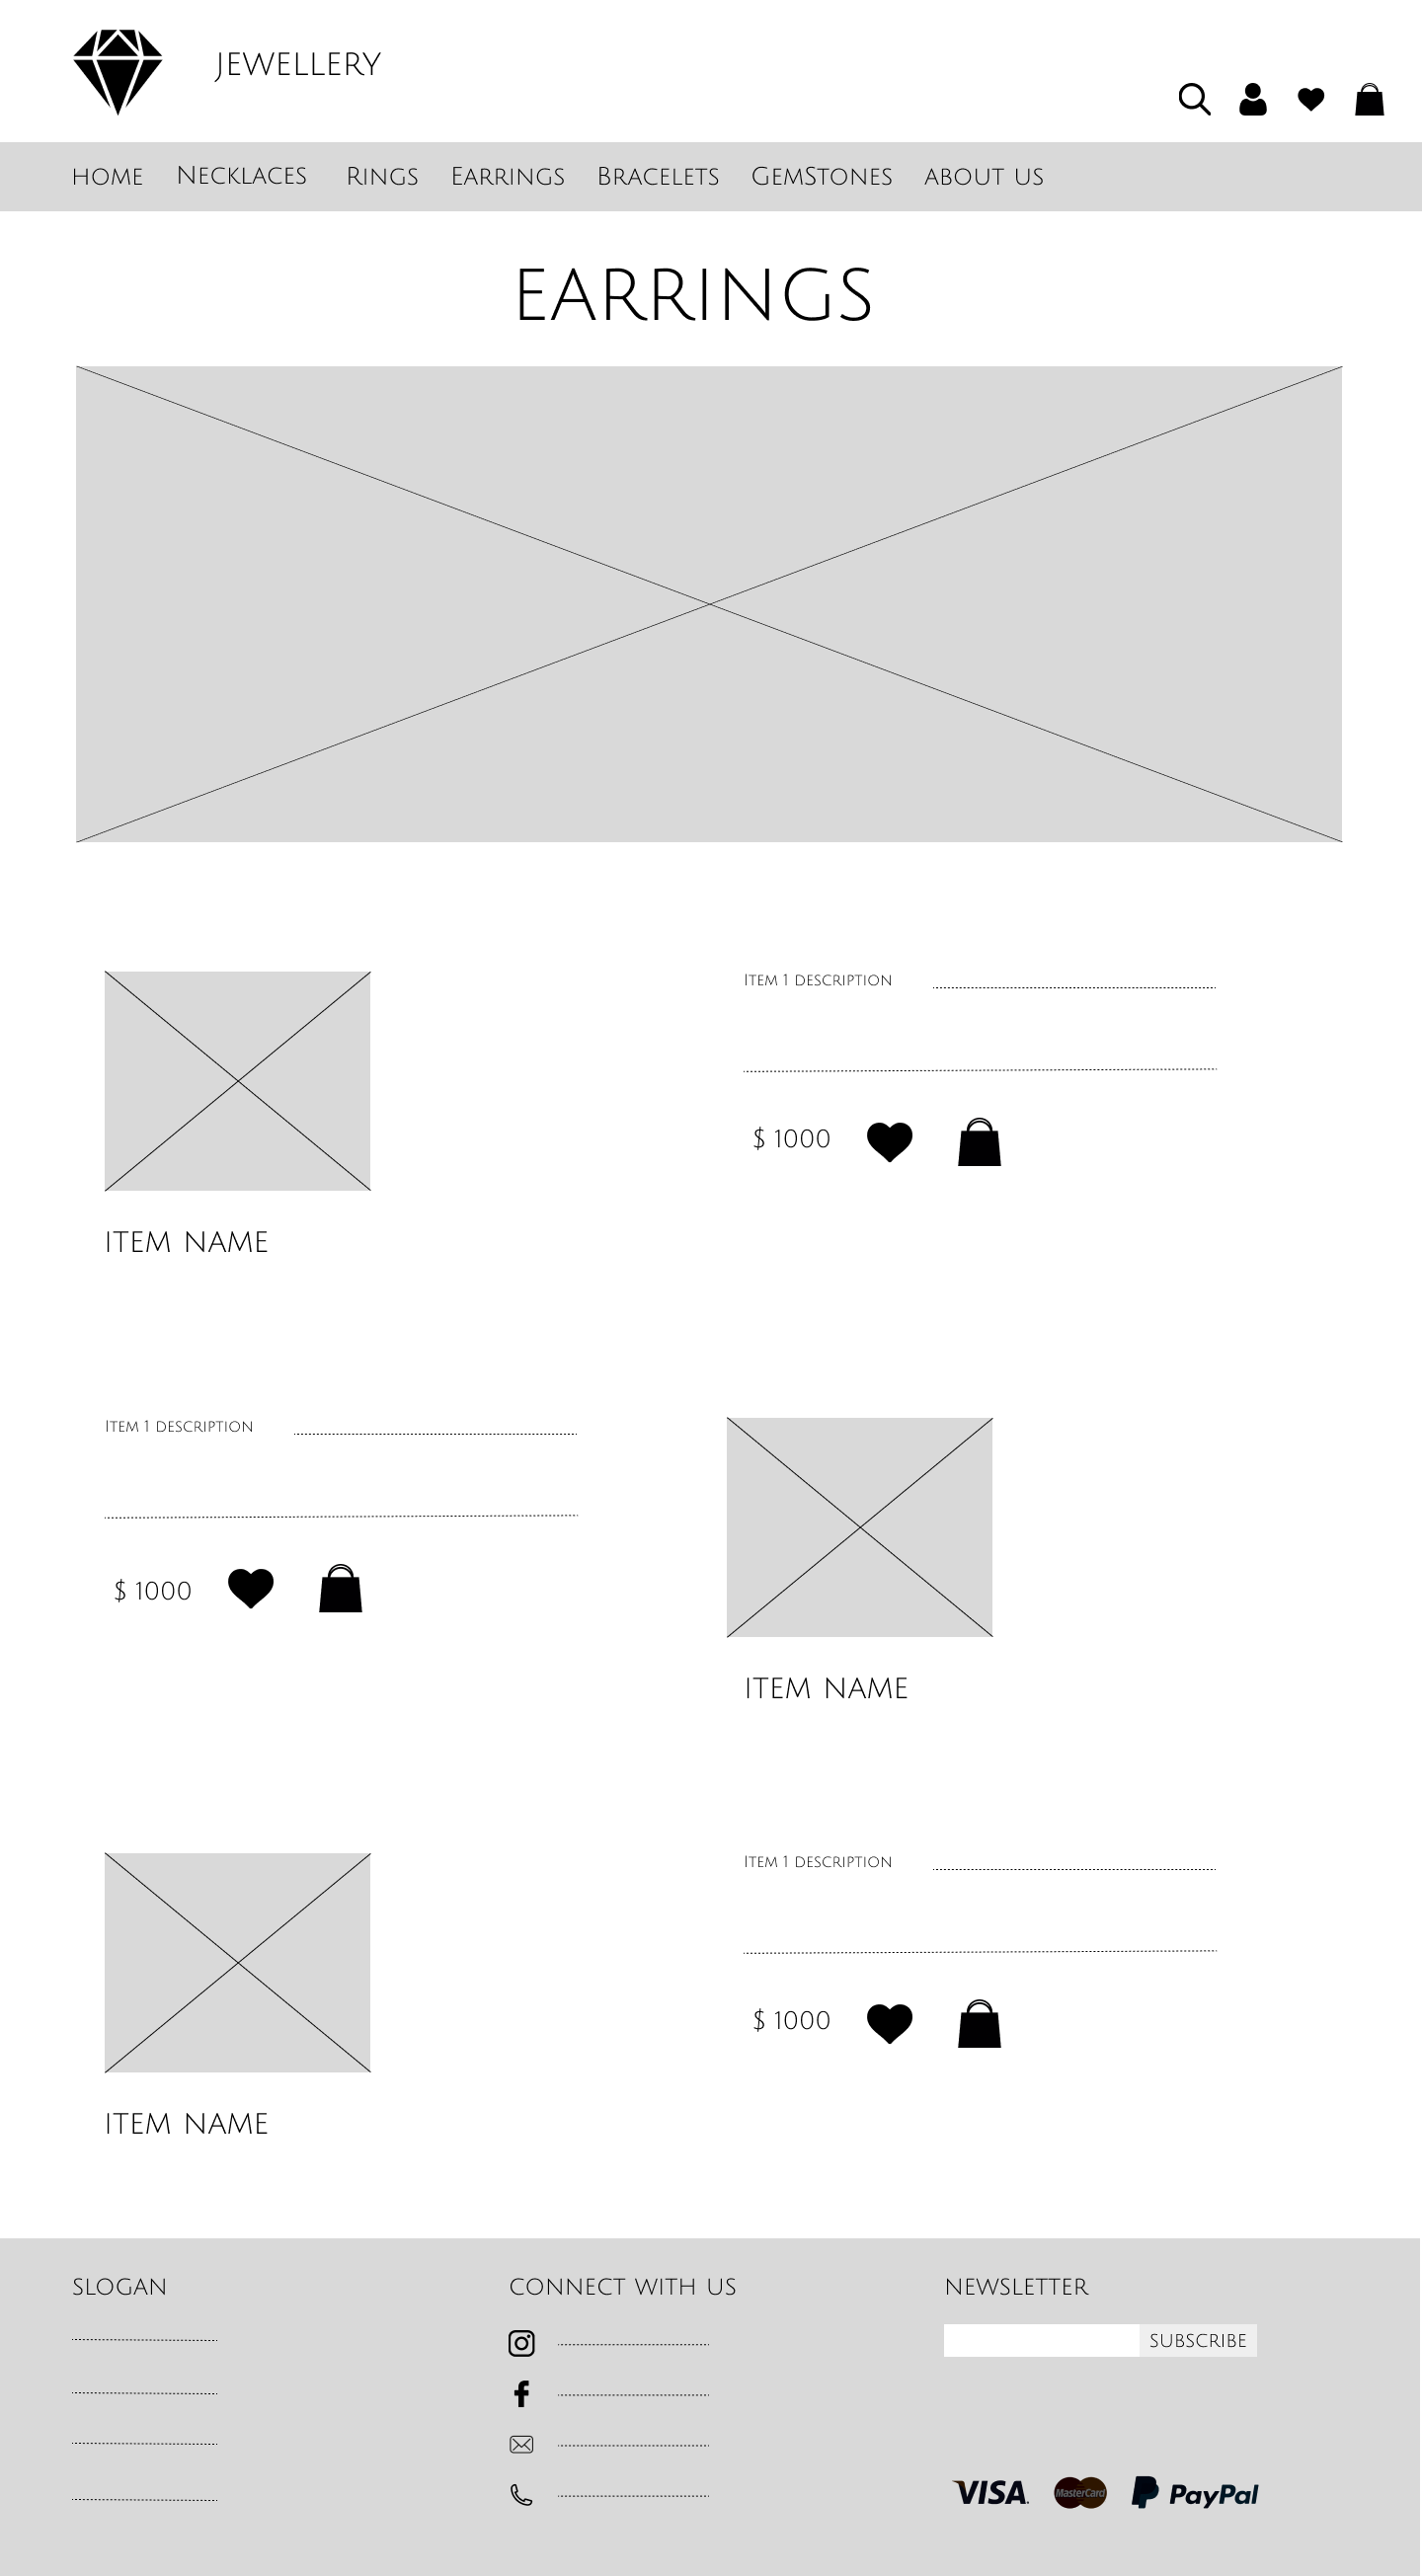 JEWELLERY
HOME Necklaces Rings Earrings Bracelets GemStones ABOUT US
EARRINGS
Item 1 description
$ 1000
ITEM NAME
Item 1 description
$ 1000
ITEM NAME
Item 1 description
$ 1000
ITEM NAME
SLOGAN
CONNECT WITH US
NEWSLETTER
SUBSCRIBE
VISA MasterCard PayPal